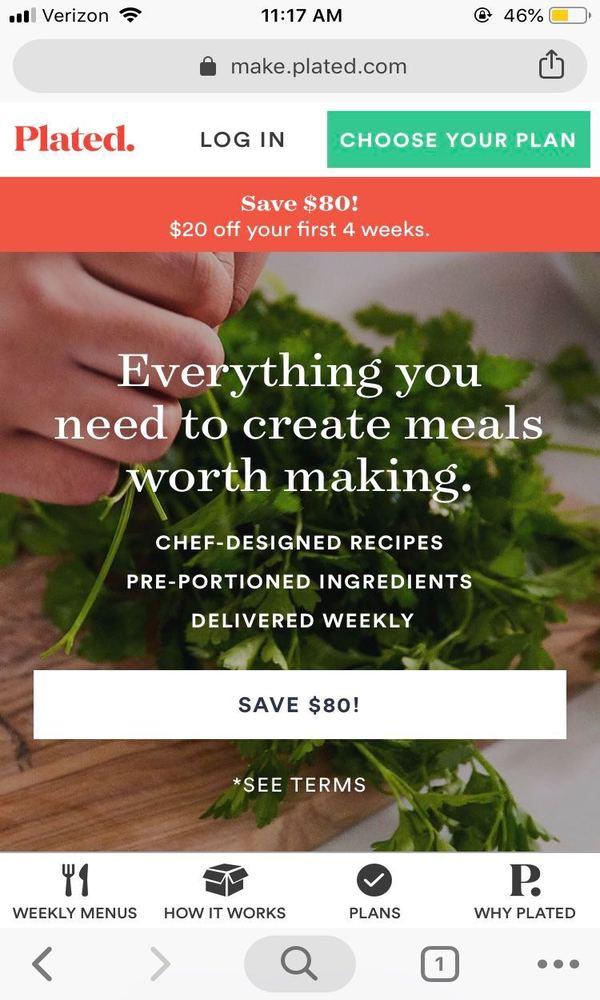 Verizon 11:17 AM 46%
make.plated.com
Plated. LOG IN CHOOSE YOUR PLAN
Save $80!
$20 off your first 4 weeks.
Everything you
need to create meals
worth making.
CHEF-DESIGNED RECIPES
PRE-PORTIONED INGREDIENTS
DELIVERED WEEKLY
SAVE $80!
*SEE TERMS
P.
WEEKLY MENUS HOW IT WORKS PLANS WHY PLATED
1